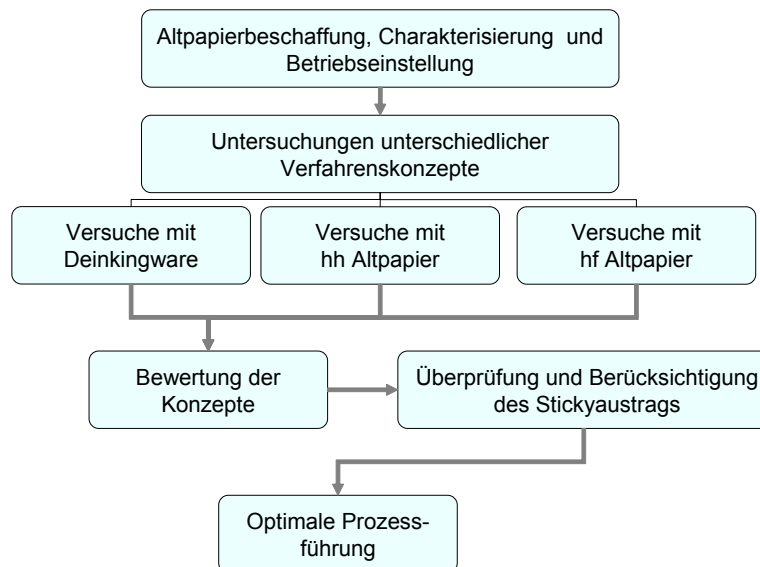 Altpapierbeschaffung, Charakterisierung und
Betriebseinstellung
Untersuchungen unterschiedlicher
Verfahrenskonzepte
Versuche mit
Deinkingware
Versuche mit
hh Altpapier
Versuche mit
hf Altpapier
Bewertung der
Konzepte
Überprüfung und Berücksichtigung
des Stickyaustrags
Optimale Prozess-
führung